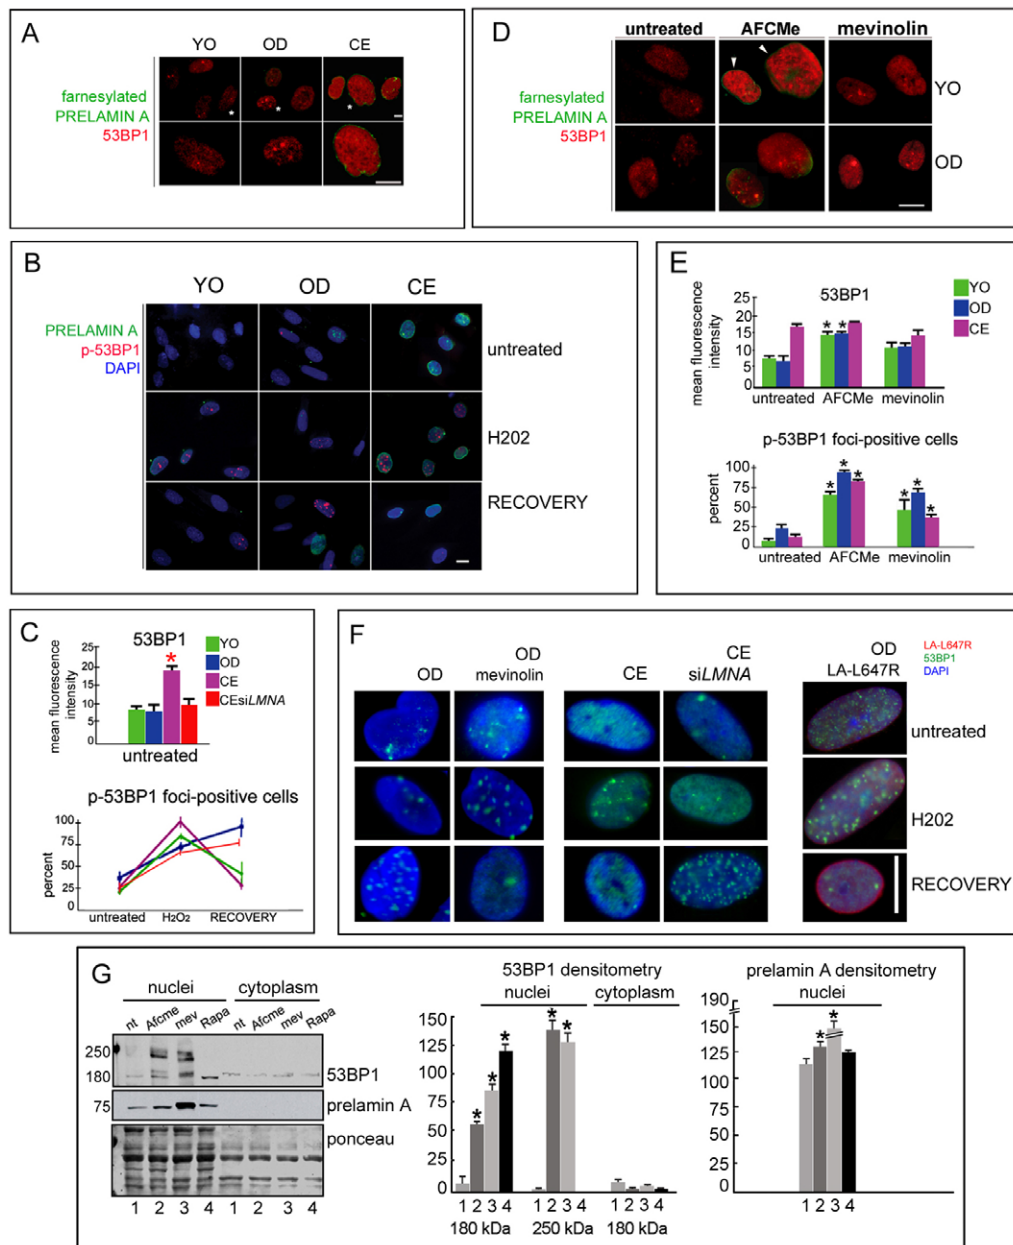 A
YO OD CE
farnesylated
PRELAMIN A
53BP1
* * *
D
untreated AFCMe mevinolin
farnesylated
PRELAMIN A
53BP1
YO
OD
B
YO OD CE
PRELAMIN A
p-53BP1
DAPI
untreated
H202
RECOVERY
E
53BP1
YO
OD
CE
mean fluorescence
intensity
25
20
15
10
5
0
* *
untreated AFCMe mevinolin
p-53BP1 foci-positive cells
percent
100
75
50
25
0
* * * * * *
untreated AFCMe mevinolin
C
53BP1
YO
OD
CE
CEsiLMNA
mean fluorescence
intensity
25
20
15
10
5
0
*
untreated
p-53BP1 foci-positive cells
percent
100
75
50
25
0
untreated H2O2 RECOVERY
F
OD
OD
mevinolin
CE
CE
siLMNA
OD
LA-L647R
LA-L647R
53BP1
DAPI
untreated
H202
RECOVERY
G
nuclei cytoplasm
nt Afcme mev Rapa nt Afcme mev Rapa
250
180
53BP1
75
prelamin A
ponceau
1 2 3 4 1 2 3 4
53BP1 densitometry
nuclei cytoplasm
150
125
100
75
50
25
0
* * * *
1 2 3 4 1 2 3 4 1 2 3 4
180 kDa 250 kDa 180 kDa
prelamin A densitometry
nuclei
190
150
125
100
75
50
25
0
* *
1 2 3 4